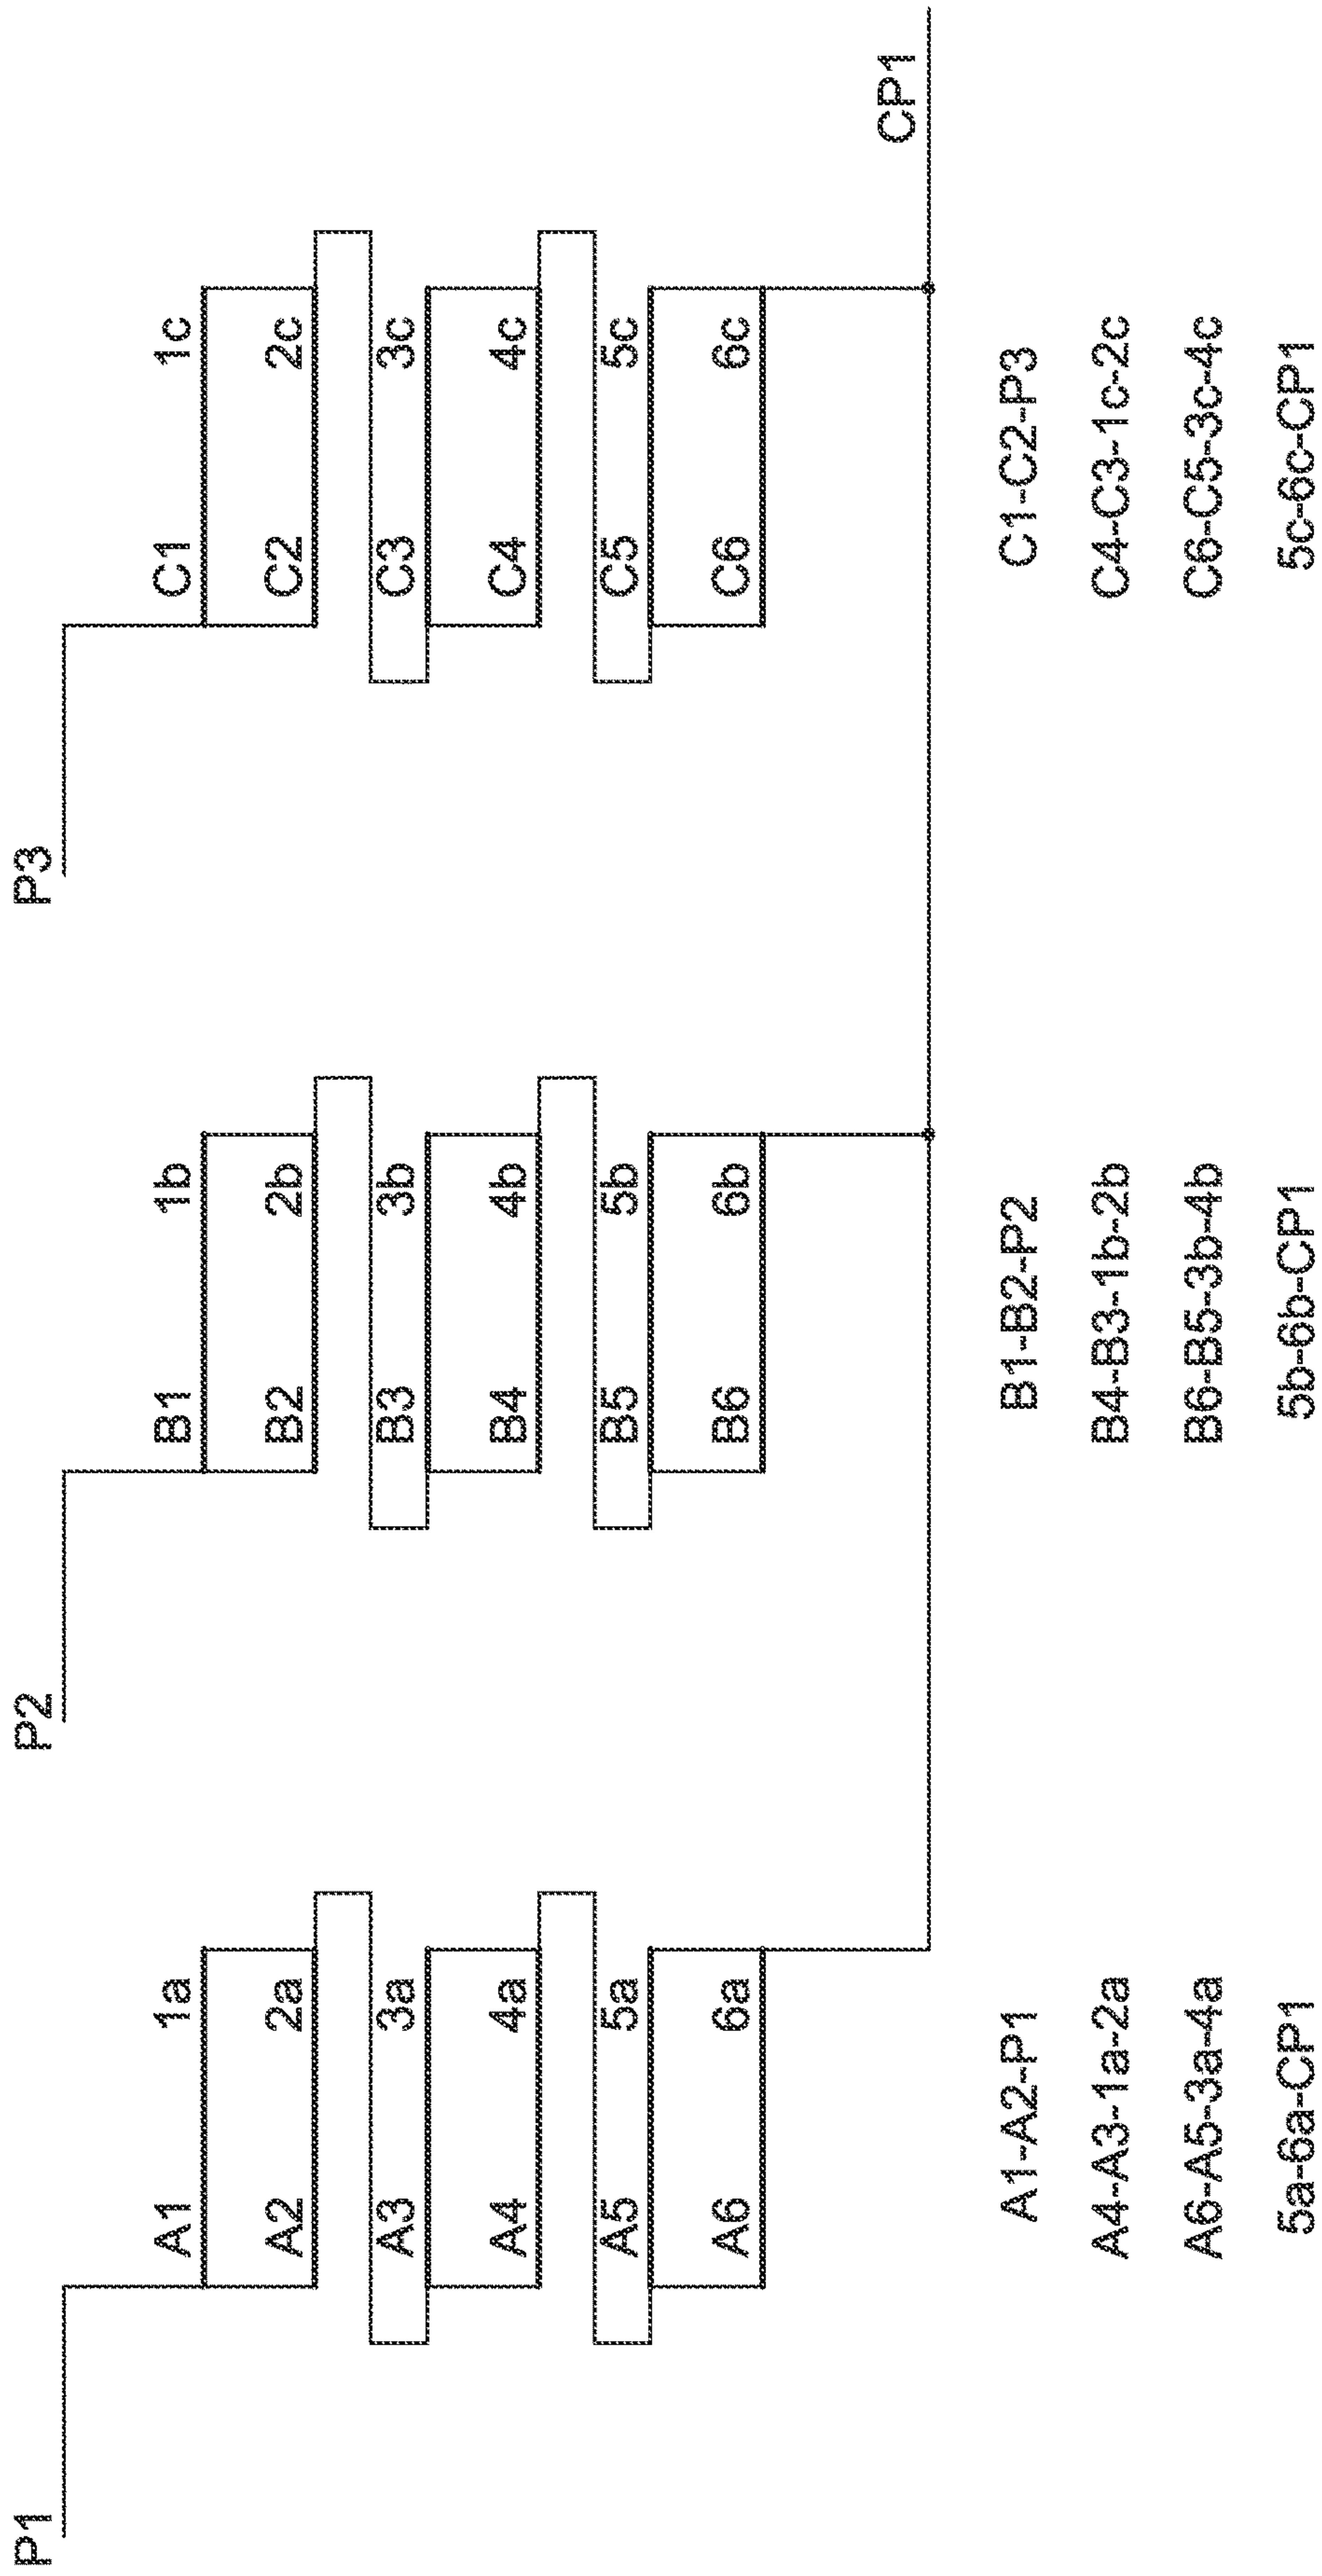 P1 P2 P3
A1 1a B1 1b C1 1c
A2 2a B2 2b C2 2c
A3 3a B3 3b C3 3c
A4 4a B4 4b C4 4c
A5 5a B5 5b C5 5c
A6 6a B6 6b C6 6c
CP1
A1-A2-P1 B1-B2-P2 C1-C2-P3
A4-A3-1a-2a B4-B3-1b-2b C4-C3-1c-2c
A6-A5-3a-4a B6-B5-3b-4b C6-C5-3c-4c
5a-6a-CP1 5b-6b-CP1 5c-6c-CP1